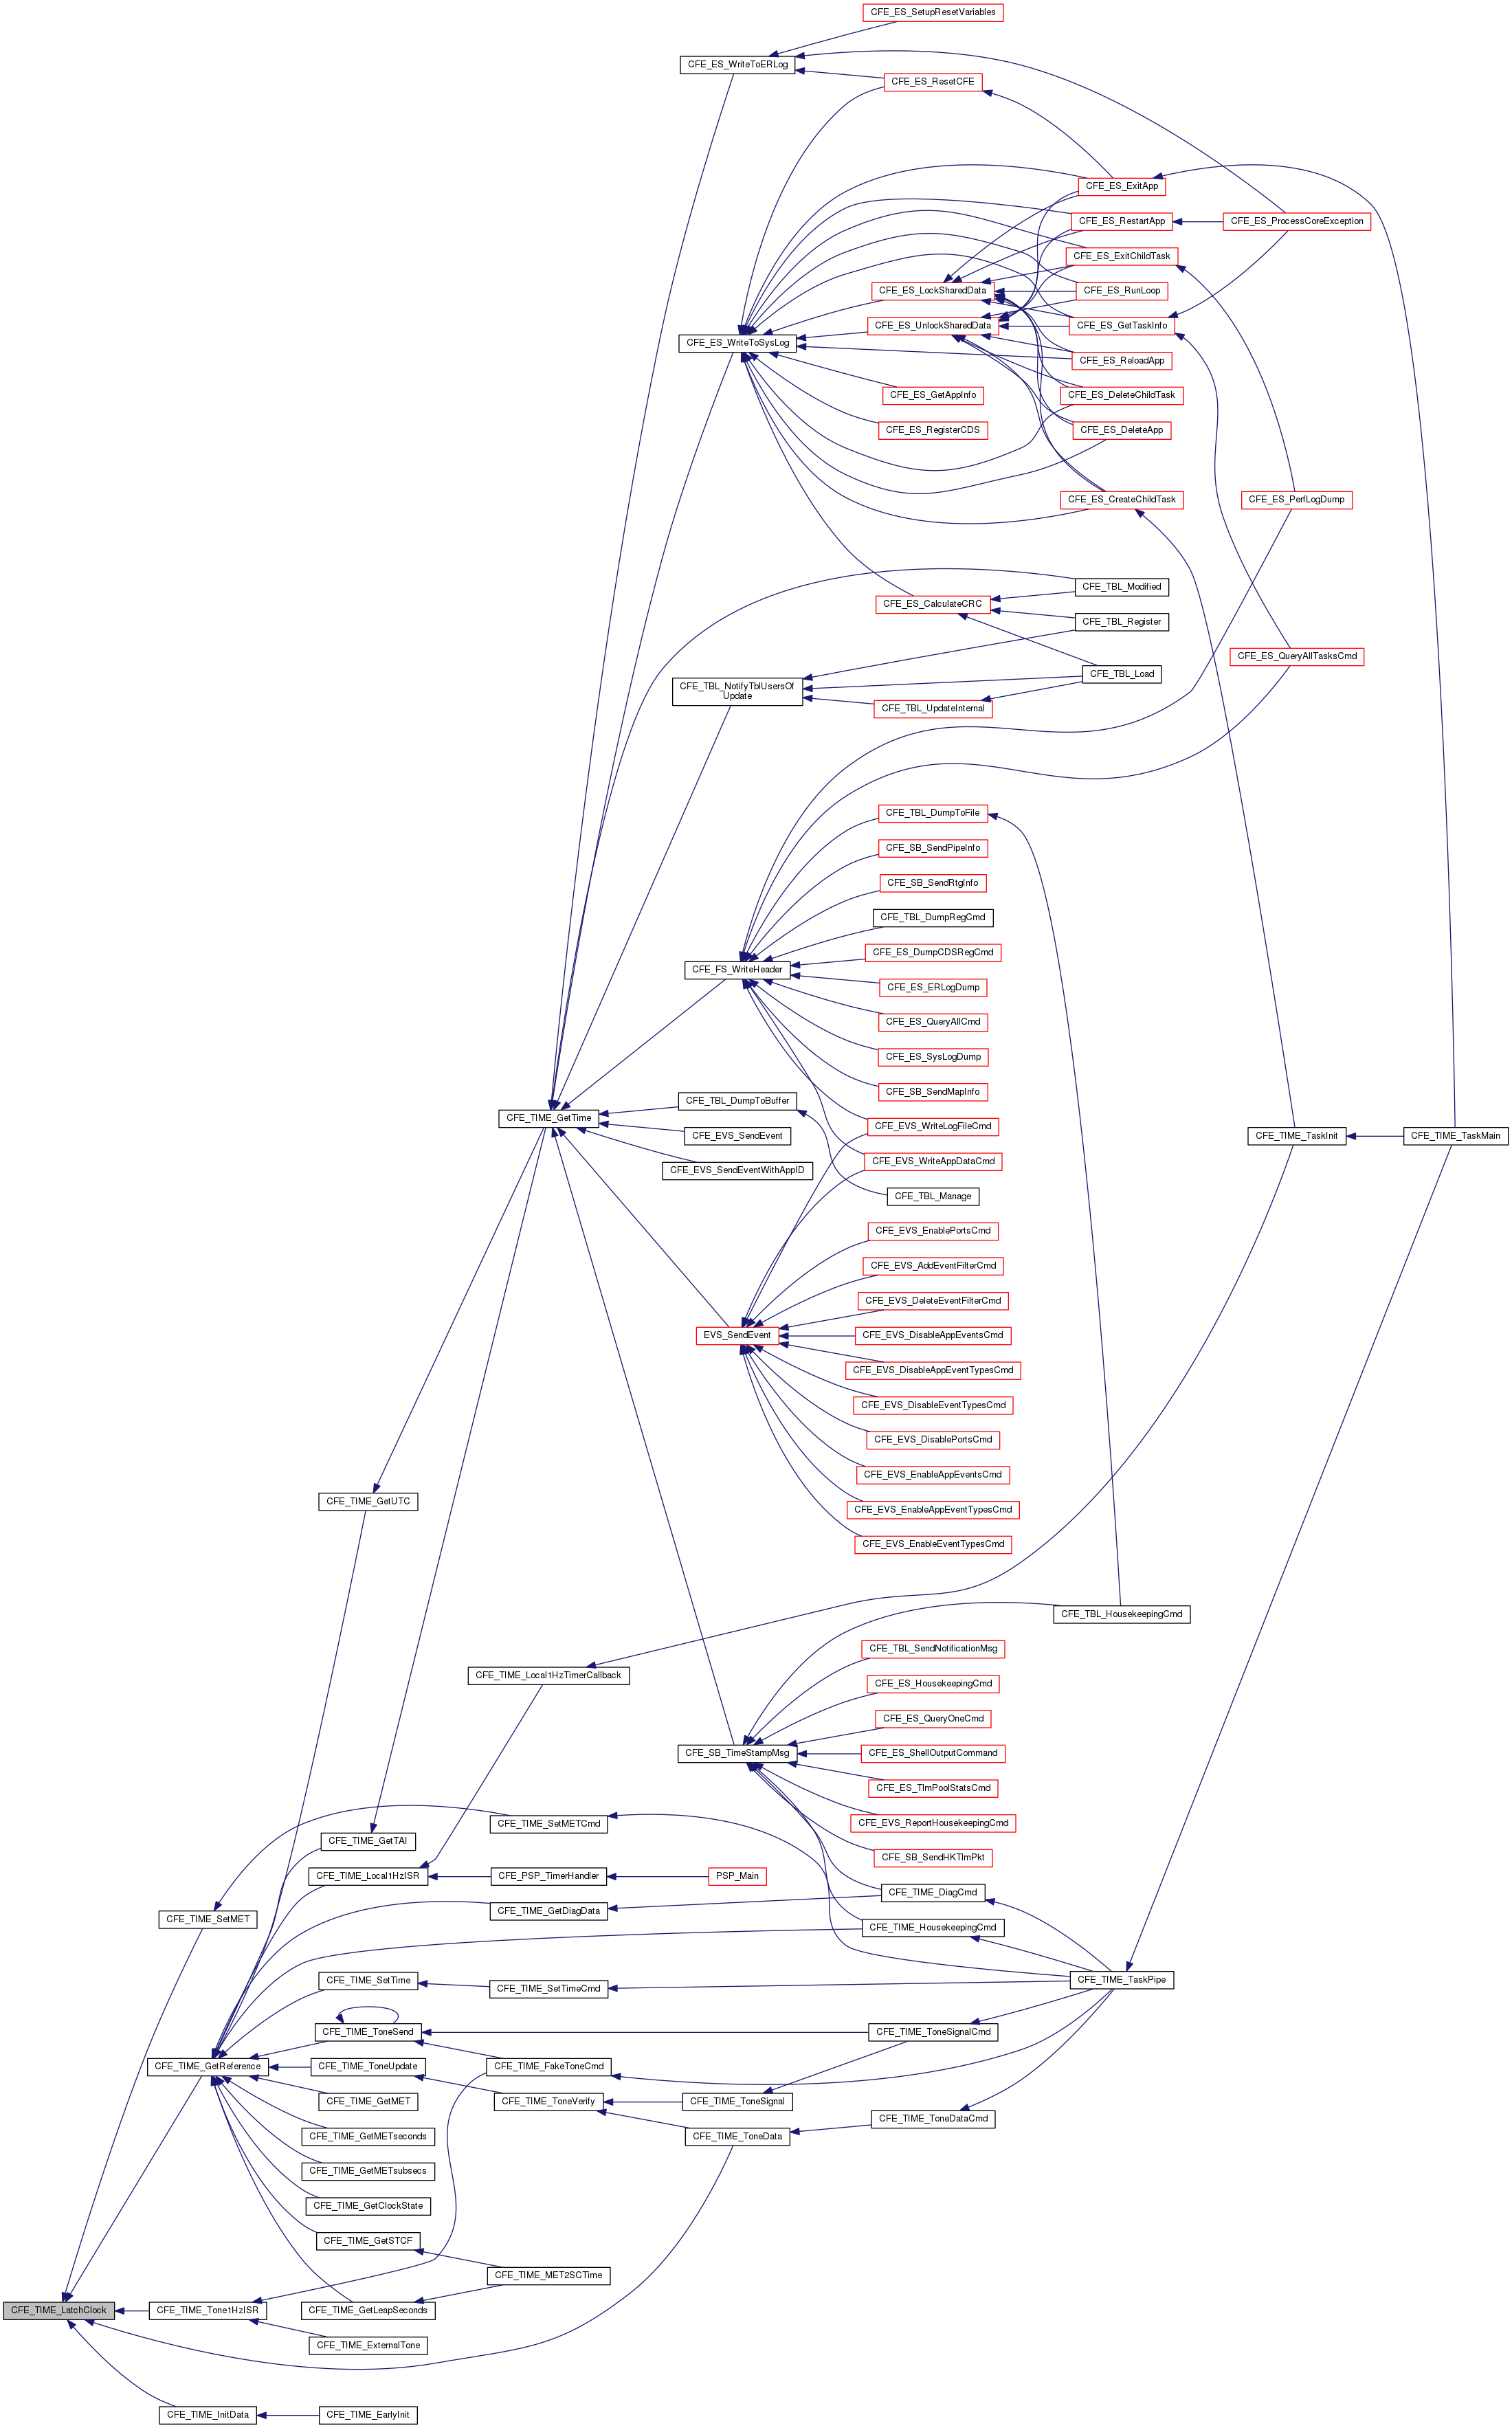 CFE_ES_SetupResetVariables
CFE_ES_WriteToERLog
CFE_ES_ResetCFE
CFE_ES_ExitApp
CFE_ES_RestartApp
CFE_ES_ProcessCoreException
CFE_ES_ExitChildTask
CFE_ES_LockSharedData
CFE_ES_RunLoop
CFE_ES_UnlockSharedData
CFE_ES_GetTaskInfo
CFE_ES_WriteToSysLog
CFE_ES_ReloadApp
CFE_ES_GetAppInfo
CFE_ES_DeleteChildTask
CFE_ES_RegisterCDS
CFE_ES_DeleteApp
CFE_ES_CreateChildTask
CFE_ES_PerfLogDump
CFE_TBL_Modified
CFE_ES_CalculateCRC
CFE_TBL_Register
CFE_ES_QueryAllTasksCmd
CFE_TBL_Load
CFE_TBL_NotifyTblUsersOf
Update
CFE_TBL_UpdateInternal
CFE_TBL_DumpToFile
CFE_SB_SendPipeInfo
CFE_SB_SendRtgInfo
CFE_TBL_DumpRegCmd
CFE_ES_DumpCDSRegCmd
CFE_FS_WriteHeader
CFE_ES_ERLogDump
CFE_ES_QueryAllCmd
CFE_ES_SysLogDump
CFE_SB_SendMapInfo
CFE_TBL_DumpToBuffer
CFE_TIME_GetTime
CFE_EVS_WriteLogFileCmd
CFE_EVS_SendEvent
CFE_TIME_TaskInit
CFE_TIME_TaskMain
CFE_EVS_WriteAppDataCmd
CFE_EVS_SendEventWithAppID
CFE_TBL_Manage
CFE_EVS_EnablePortsCmd
CFE_EVS_AddEventFilterCmd
CFE_EVS_DeleteEventFilterCmd
EVS_SendEvent
CFE_EVS_DisableAppEventsCmd
CFE_EVS_DisableAppEventTypesCmd
CFE_EVS_DisableEventTypesCmd
CFE_EVS_DisablePortsCmd
CFE_EVS_EnableAppEventsCmd
CFE_TIME_GetUTC
CFE_EVS_EnableAppEventTypesCmd
CFE_EVS_EnableEventTypesCmd
CFE_TBL_HousekeepingCmd
CFE_TBL_SendNotificationMsg
CFE_TIME_Local1HzTimerCallback
CFE_ES_HousekeepingCmd
CFE_ES_QueryOneCmd
CFE_SB_TimeStampMsg
CFE_ES_ShellOutputCommand
CFE_ES_TlmPoolStatsCmd
CFE_TIME_SetMETCmd
CFE_EVS_ReportHousekeepingCmd
CFE_TIME_GetTAI
CFE_SB_SendHKTlmPkt
CFE_TIME_Local1HzISR
CFE_PSP_TimerHandler
PSP_Main
CFE_TIME_DiagCmd
CFE_TIME_GetDiagData
CFE_TIME_SetMET
CFE_TIME_HousekeepingCmd
CFE_TIME_SetTime
CFE_TIME_TaskPipe
CFE_TIME_SetTimeCmd
CFE_TIME_ToneSend
CFE_TIME_ToneSignalCmd
CFE_TIME_GetReference
CFE_TIME_ToneUpdate
CFE_TIME_FakeToneCmd
CFE_TIME_GetMET
CFE_TIME_ToneVerify
CFE_TIME_ToneSignal
CFE_TIME_ToneDataCmd
CFE_TIME_GetMETseconds
CFE_TIME_ToneData
CFE_TIME_GetMETsubsecs
CFE_TIME_GetClockState
CFE_TIME_GetSTCF
CFE_TIME_MET2SCTime
CFE_TIME_LatchClock
CFE_TIME_Tone1HzISR
CFE_TIME_GetLeapSeconds
CFE_TIME_ExternalTone
CFE_TIME_InitData
CFE_TIME_EarlyInit